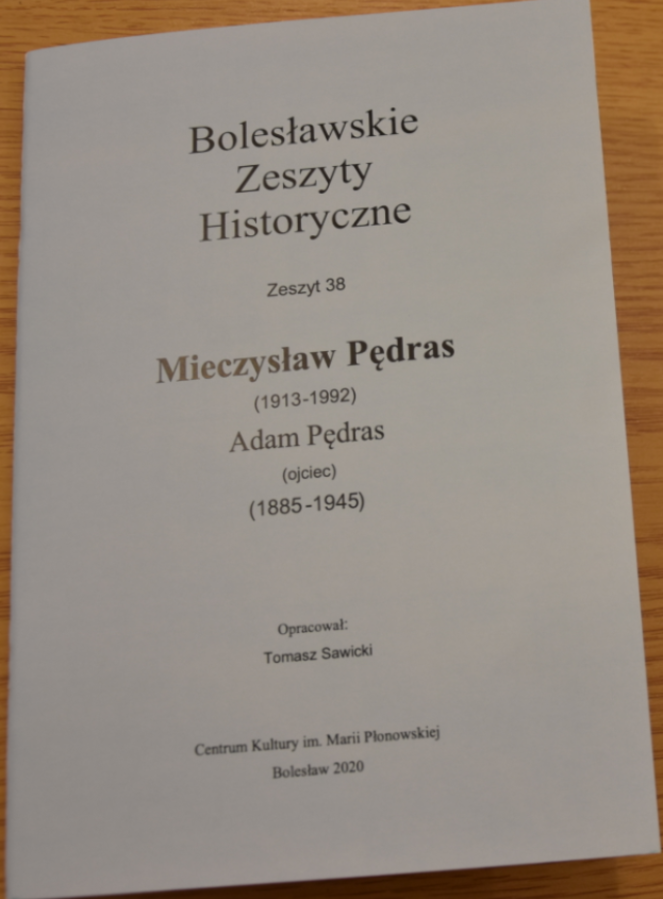 Bolesławskie
Zeszyty
Historyczne
Zeszyt 38
Mieczysław Pędras
(1913-1992)
Adam Pędras
(ojciec)
(1885-1945)
Opracował:
Tomasz Sawicki
Centrum Kultury im. Marii Płonowskiej
Bolesław 2020